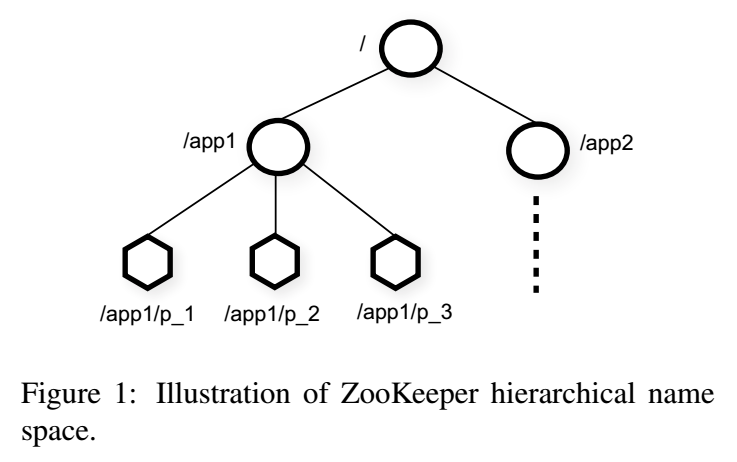 /
/app1
/app2
/app1/p_1
/app1/p_2
/app1/p_3
Figure 1: Illustration of ZooKeeper hierarchical name
space.